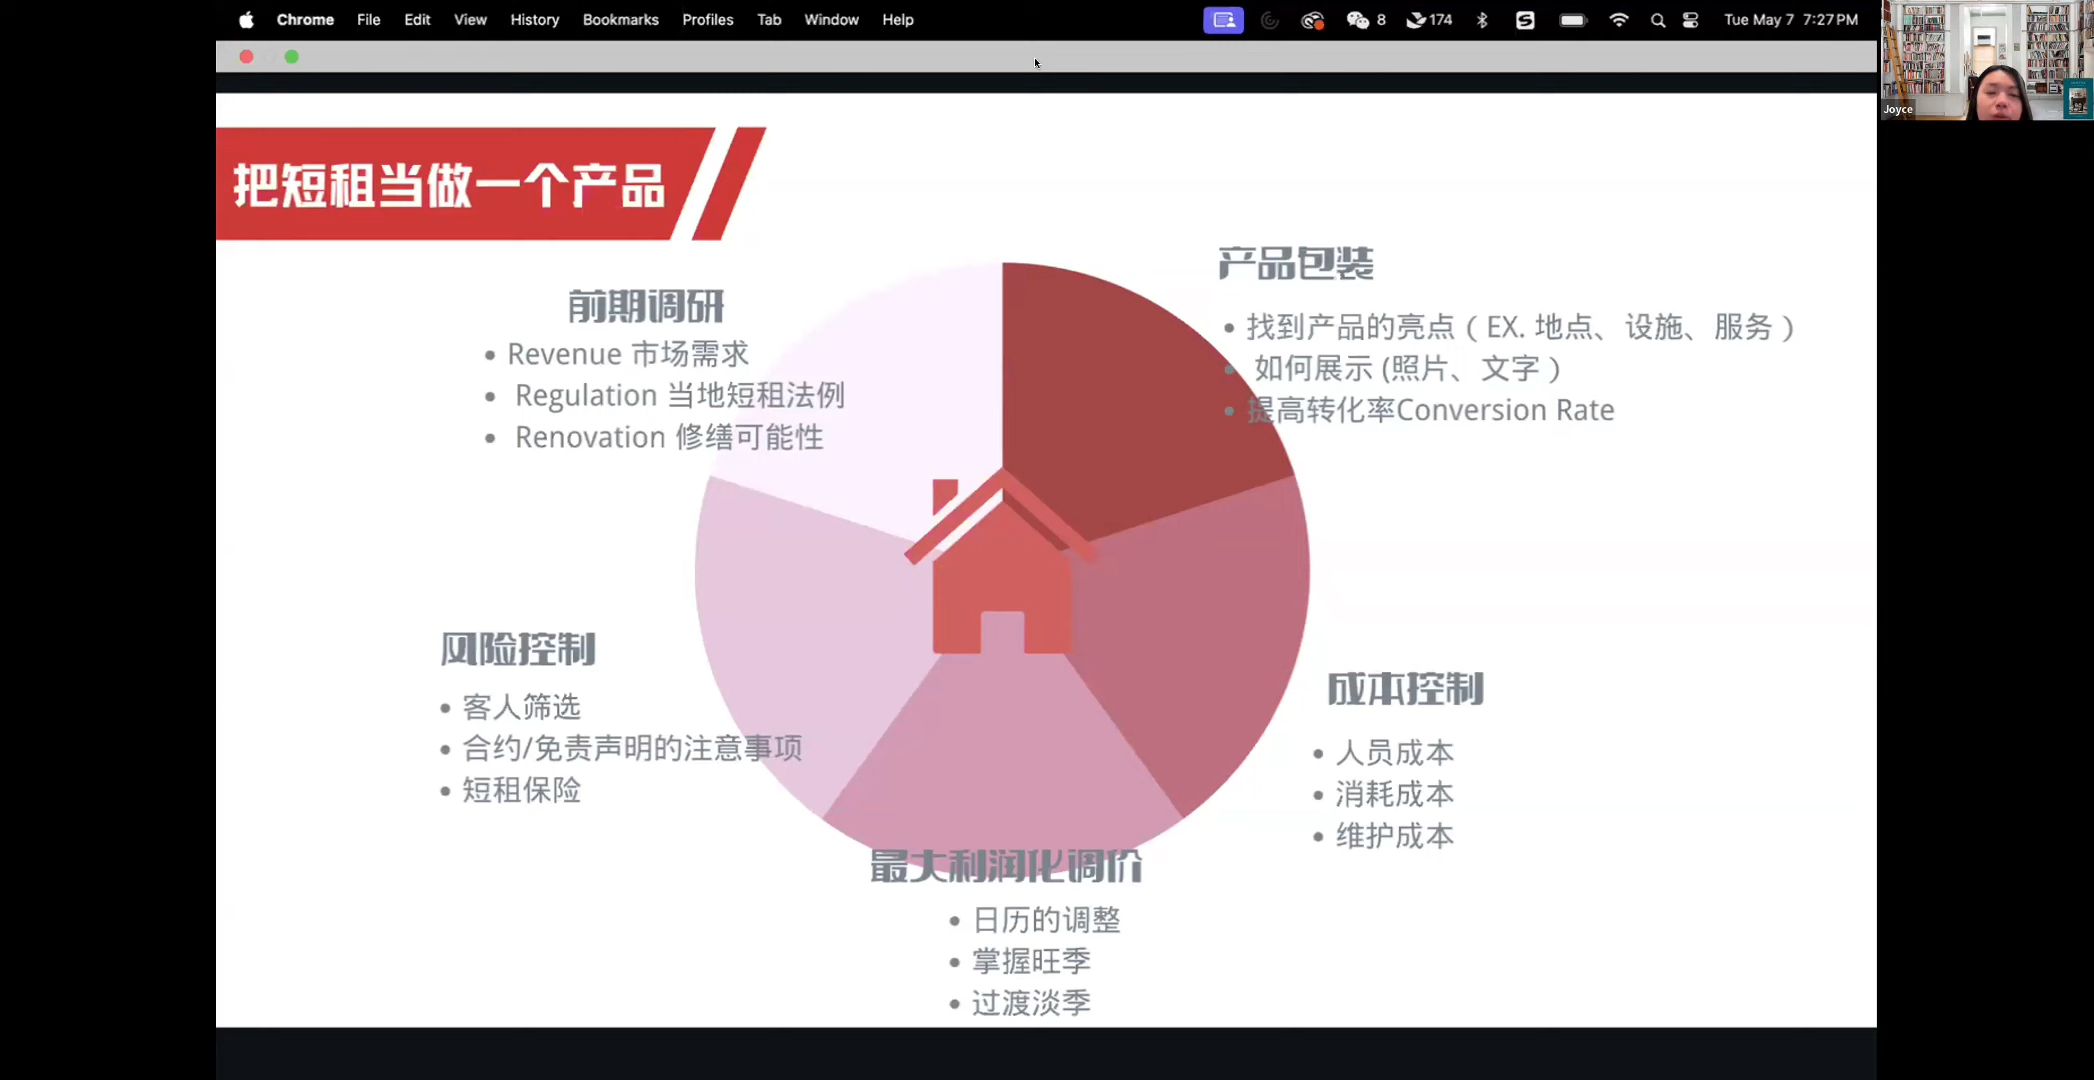 Chrome File Edit View History Bookmarks Profiles Tab Window Help 8 174 Tue May 7 7:27 PM
Joyce
把短租当做一个产品
前期调研
• Revenue 市场需求
• Regulation 当地短租法例
• Renovation 修缮可能性
产品包装
• 找到产品的亮点（EX. 地点、设施、服务）
• 如何展示 (照片、文字）
• 提高转化率Conversion Rate
风险控制
• 客人筛选
• 合约/免责声明的注意事项
• 短租保险
成本控制
• 人员成本
• 消耗成本
• 维护成本
最大利润化调价
• 日历的调整
• 掌握旺季
• 过渡淡季